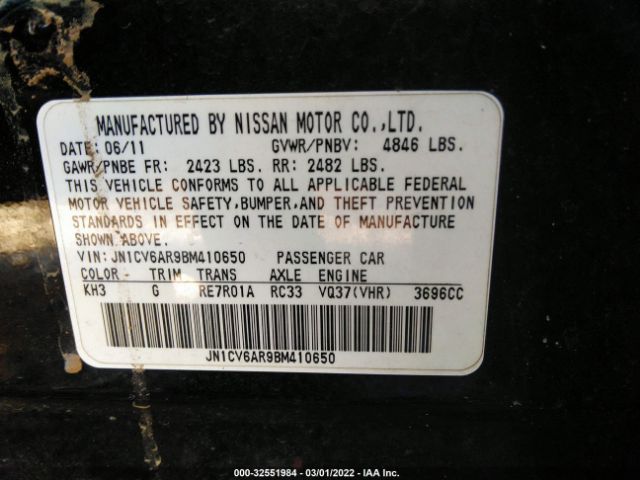 MANUFACTURED BY NISSAN MOTOR CO.,LTD.
DATE:06/11 GVWR/PNBV: 4846 LBS.
GAWR/PNBE FR: 2423 LBS. RR: 2482 LBS.
THIS VEHICLE CONFORMS TO ALL APPLICABLE FEDERAL
MOTOR VEHICLE SAFETY,BUMPER,AND THEFT PREVENTION
STANDARDS IN EFFECT ON THE DATE OF MANUFACTURE
SHOWN ABOVE.
VIN:JN1CV6AR9BM410650 PASSENGER CAR
COLOR- TRIM TRANS AXLE ENGINE
KH3 G RE7R01A RC33 VQ37(VHR) 3696CC
JN1CV6AR9BM410650
000-32551984 - 03/01/2022 - IAA Inc.